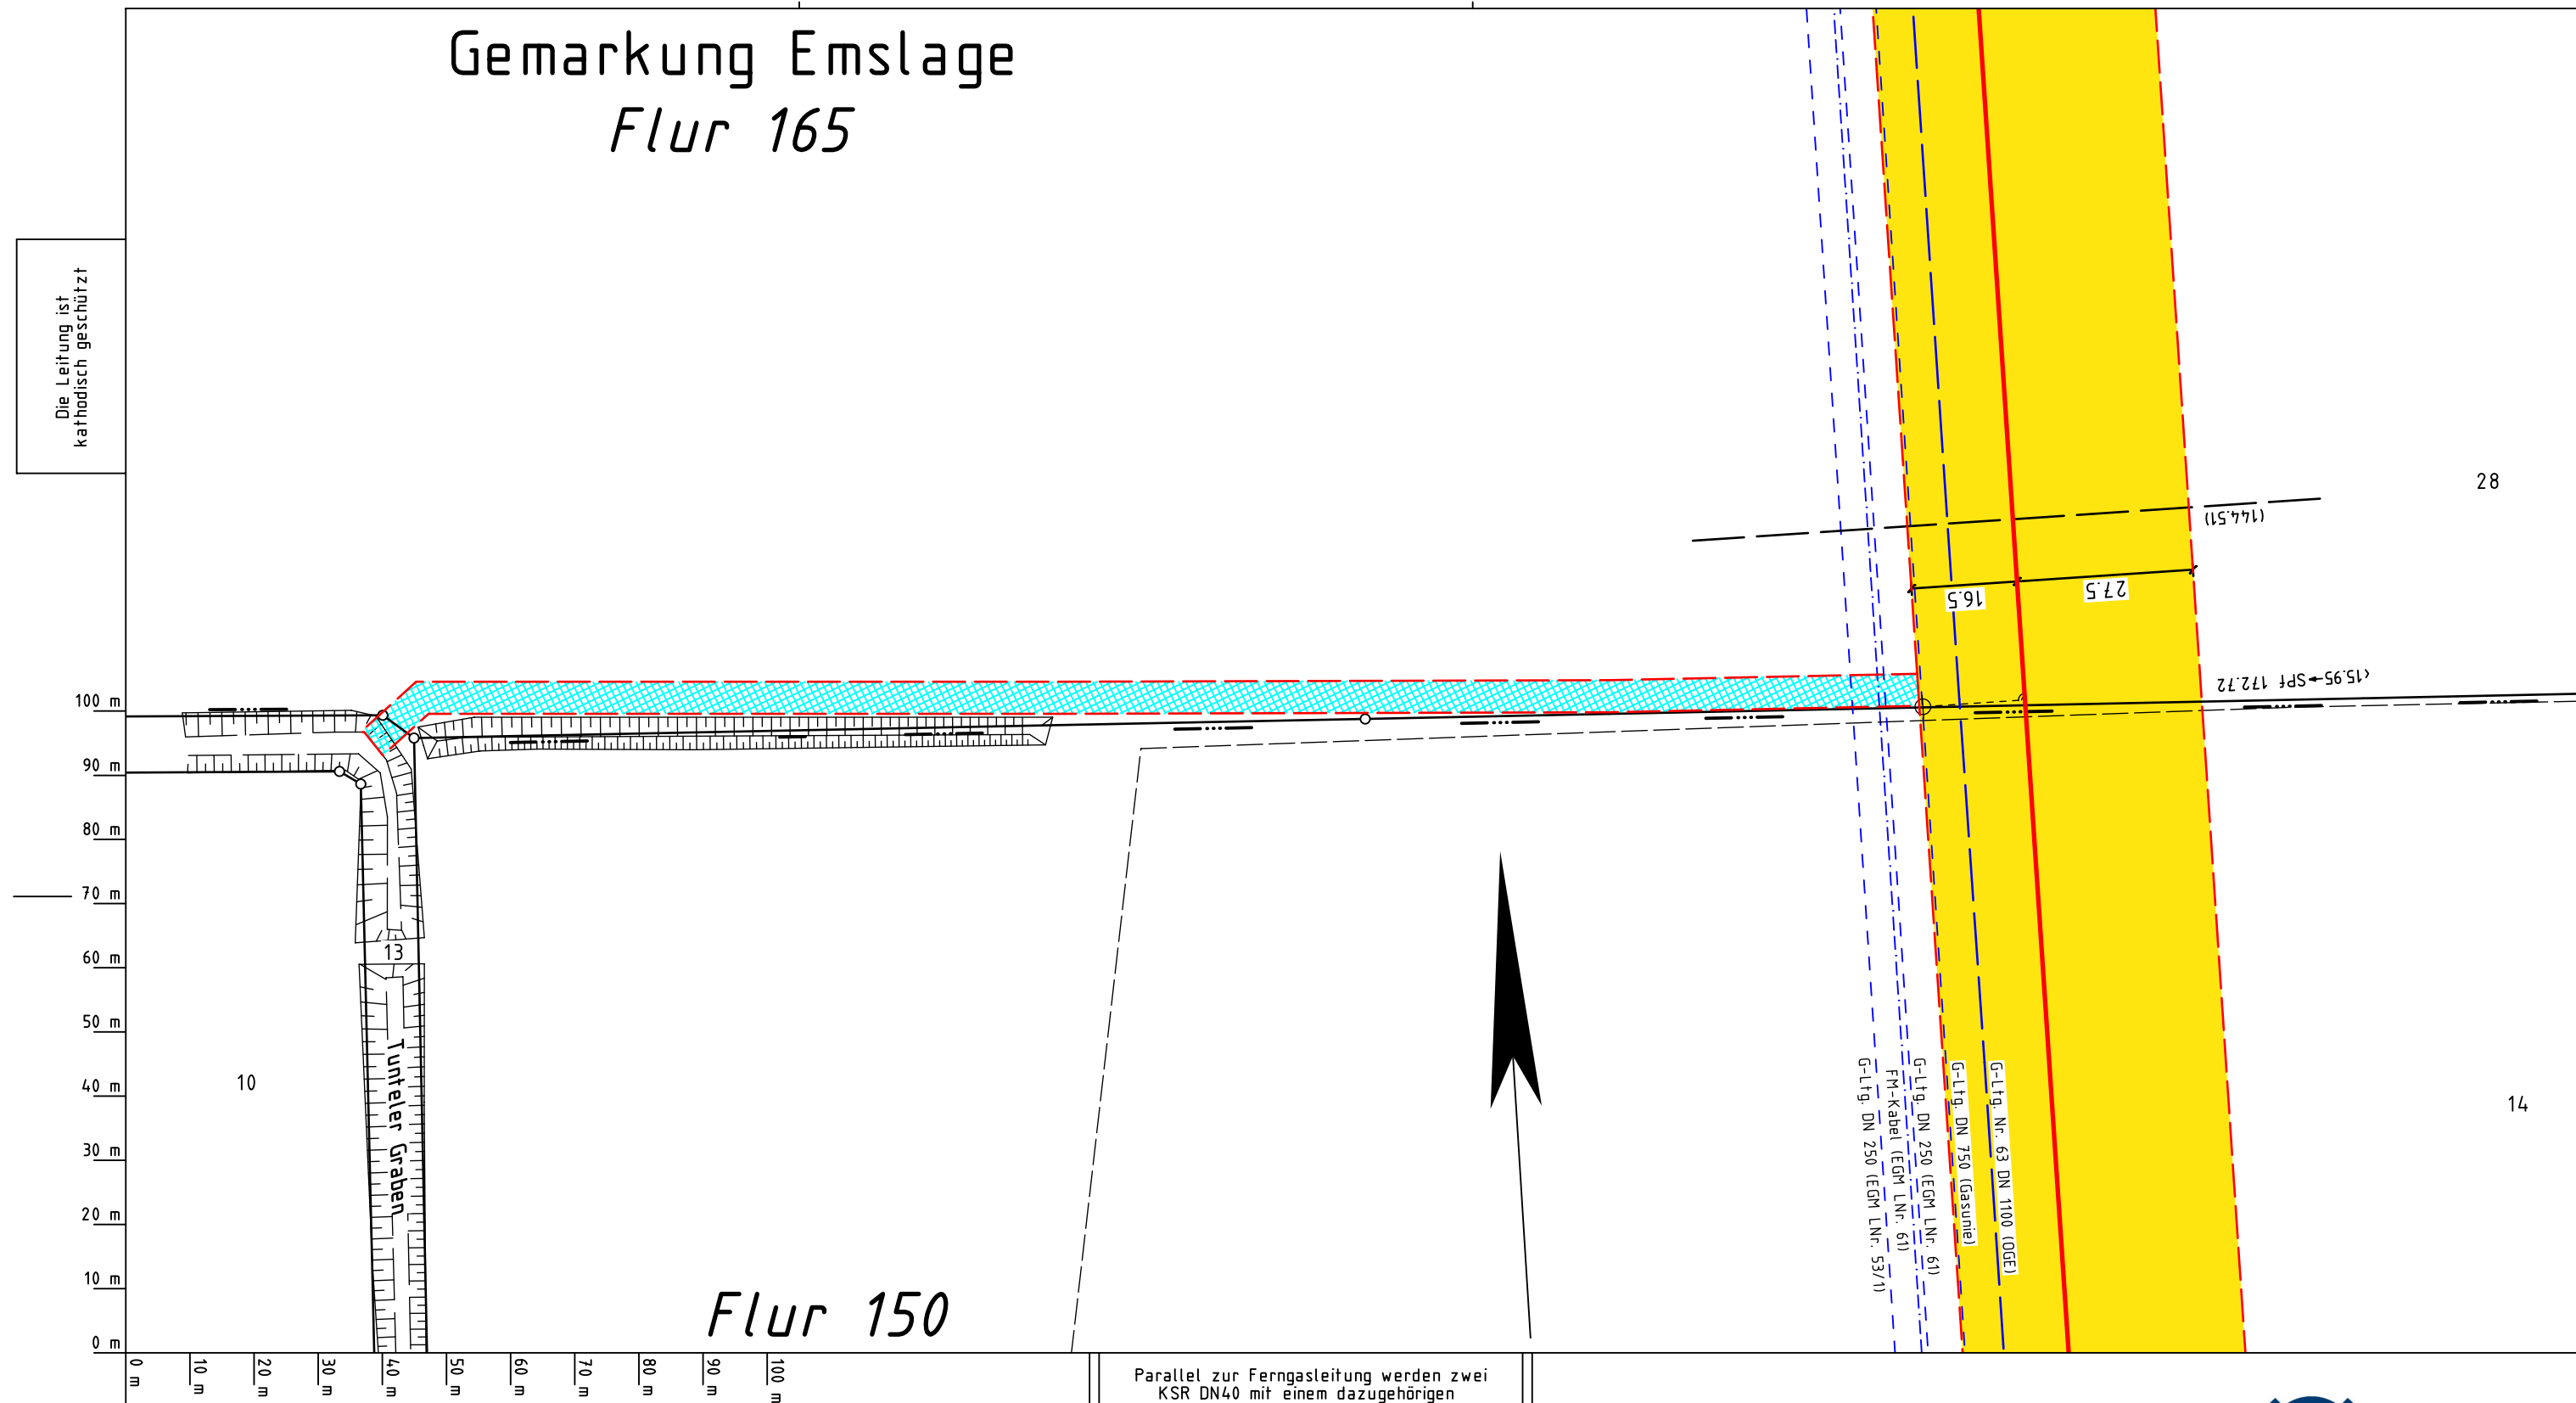 Gemarkung Emslage
Flur 165
Die Leitung ist
kathodisch geschützt
28
(144.51)
16.5
27.5
(15.95→SPf 172.72
100 m
90 m
80 m
70 m
60 m
50 m
40 m
30 m
20 m
10 m
0 m
13
10
Tunteler Graben
14
G-Ltg. DN 250 (EGM LNr. 53/1)
FM-Kabel (EGM LNr. 61)
G-Ltg. DN 250 (EGM LNr. 61)
G-Ltg. DN 750 (Gasunie)
G-Ltg. Nr. 63 DN 1100 (OGE)
Flur 150
0 m
10 m
20 m
30 m
40 m
50 m
60 m
70 m
80 m
90 m
100 m
Parallel zur Ferngasleitung werden zwei
KSR DN40 mit einem dazugehörigen